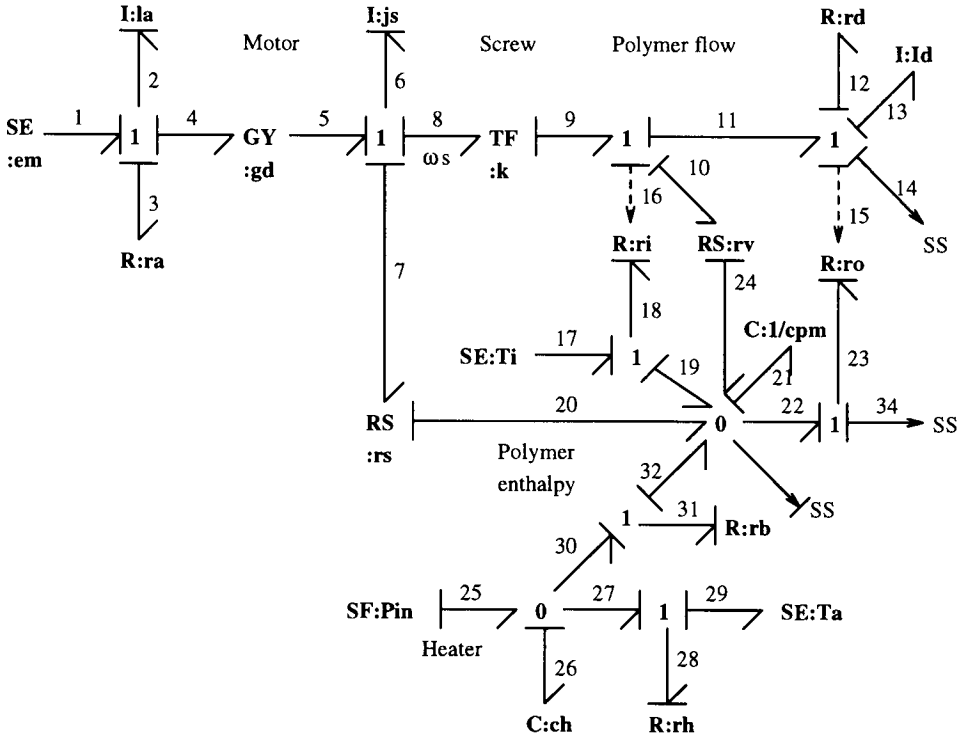 I:la
I:js
R:rd
Motor
Screw
Polymer flow
I:Id
2
6
12
13
1
4
5
8
9
11
SE
:em
1
GY
:gd
1
ωs
TF
:k
1
1
3
16
10
15
14
R:ra
7
R:ri
RS:rv
R:ro
SS
18
24
17
C:1/cpm
SE:Ti
1
19
21
23
20
22
34
RS
:rs
0
1
SS
Polymer
enthalpy
32
SS
31
1
R:rb
30
25
27
29
SF:Pin
0
1
SE:Ta
Heater
26
28
C:ch
R:rh